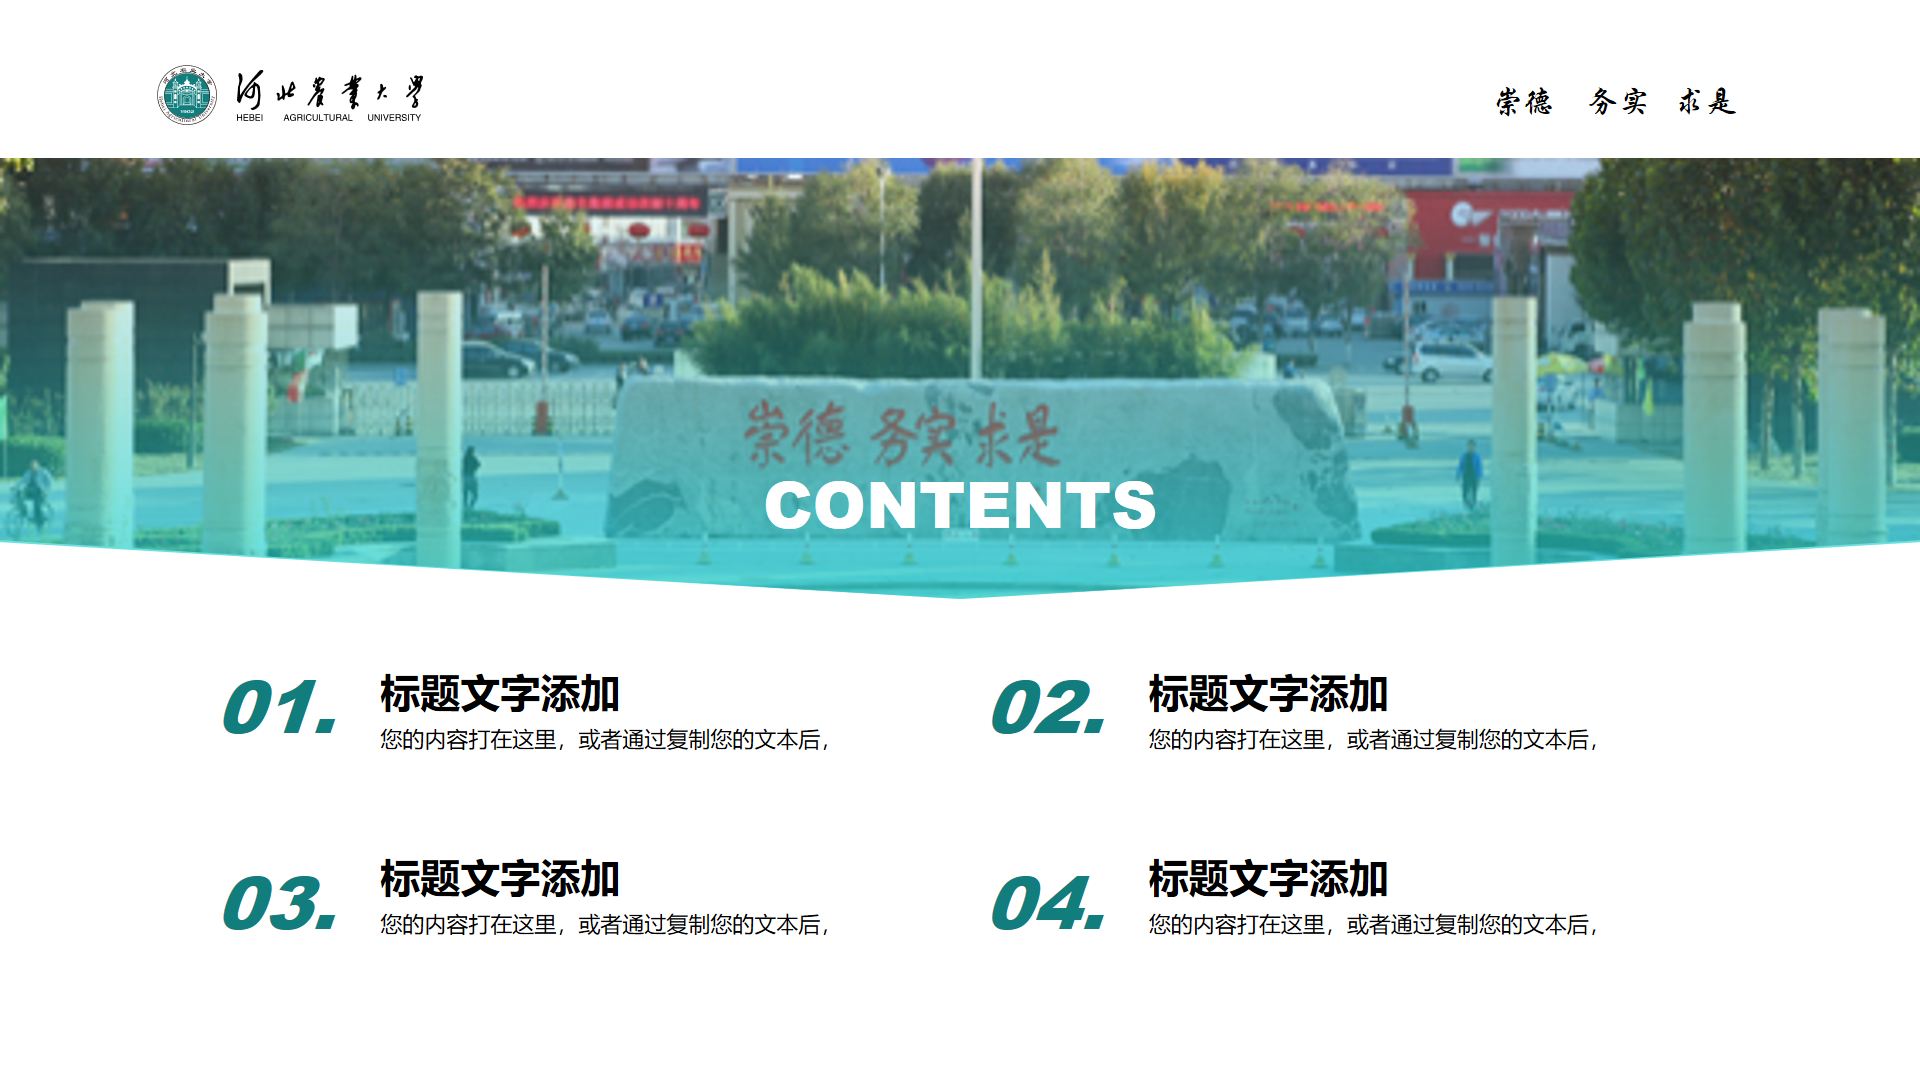 河北农业大学
HEBEI AGRICULTURAL UNIVERSITY
崇德 务实 求是
崇德 务实 求是
CONTENTS
01.
标题文字添加
您的内容打在这里，或者通过复制您的文本后，
02.
标题文字添加
您的内容打在这里，或者通过复制您的文本后，
03.
标题文字添加
您的内容打在这里，或者通过复制您的文本后，
04.
标题文字添加
您的内容打在这里，或者通过复制您的文本后，